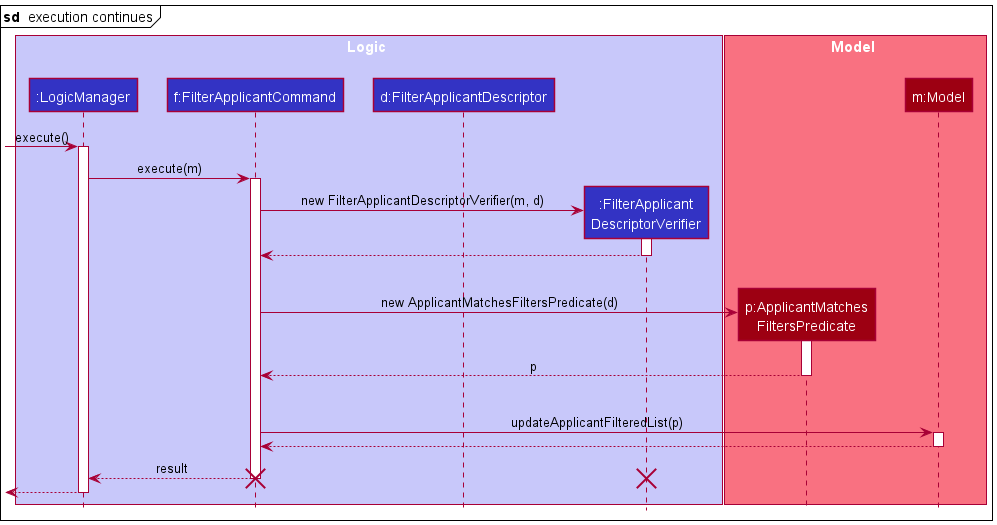 sd execution continues
Logic
Model
:LogicManager
f:FilterApplicantCommand
d:FilterApplicantDescriptor
m:Model
execute()
execute(m)
new FilterApplicantDescriptorVerifier(m, d)
:FilterApplicant
DescriptorVerifier
new ApplicantMatchesFiltersPredicate(d)
p:ApplicantMatches
FiltersPredicate
p
updateApplicantFilteredList(p)
result